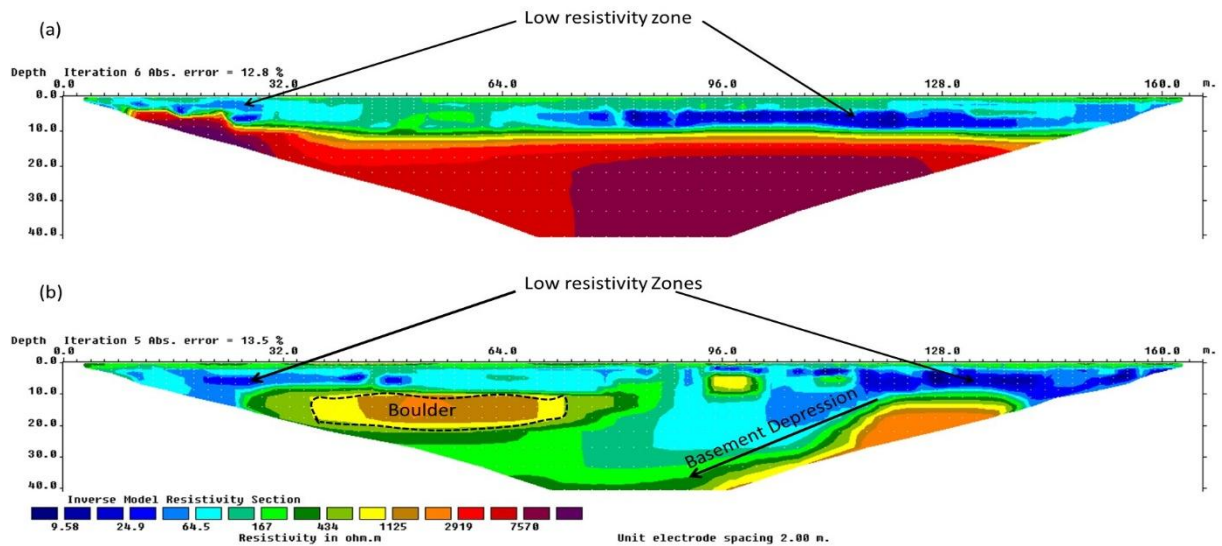 Low resistivity zone
(a)
Depth Iteration 6 Abs. error = 12.8 %
0.0 32.0 64.0 96.0 128.0 160.0 m.
0.0
10.0
20.0
30.0
40.0
Low resistivity Zones
(b)
Depth Iteration 5 Abs. error = 13.5 %
0.0 32.0 64.0 96.0 128.0 160.0 m.
0.0
10.0
Boulder
20.0
Basement Depression
30.0
40.0
Inverse Model Resistivity Section
9.58 24.9 64.5 167 434 1125 2919 7570
Resistivity in ohm.m Unit electrode spacing 2.00 m.